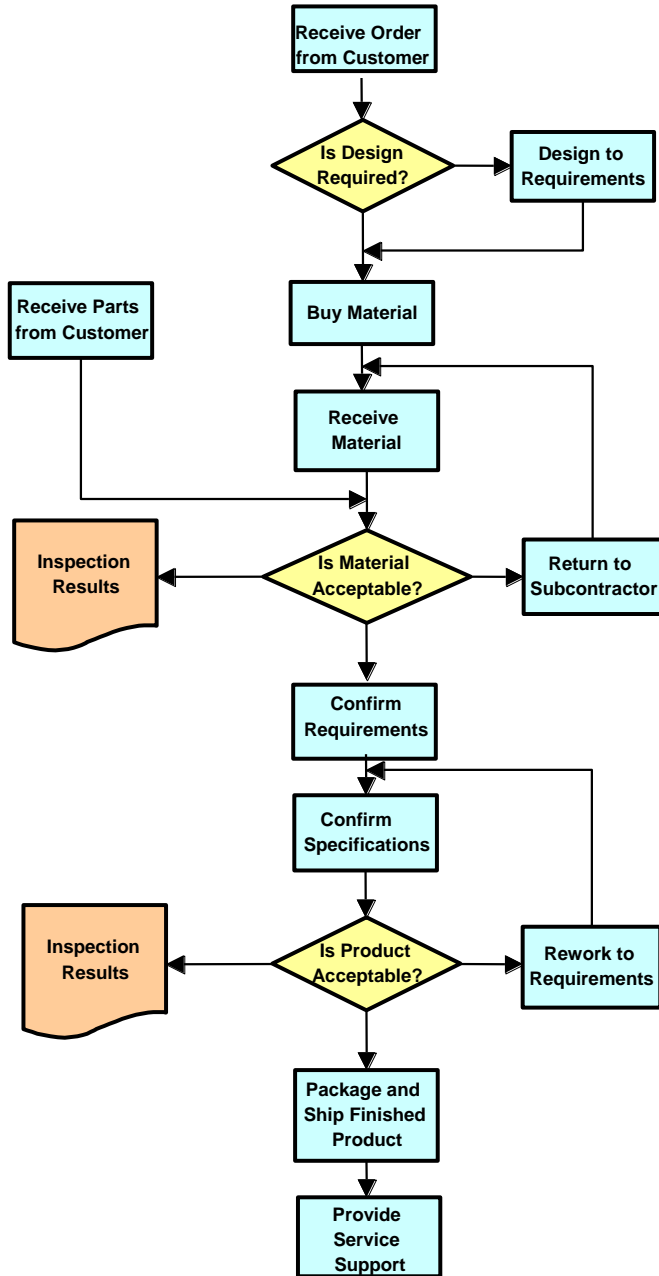 Receive Order
from Customer
Is Design
Required?
Design to
Requirements
Receive Parts
from Customer
Buy Material
Receive
Material
Inspection
Results
Is Material
Acceptable?
Return to
Subcontractor
Confirm
Requirements
Confirm
Specifications
Inspection
Results
Is Product
Acceptable?
Rework to
Requirements
Package and
Ship Finished
Product
Provide
Service
Support